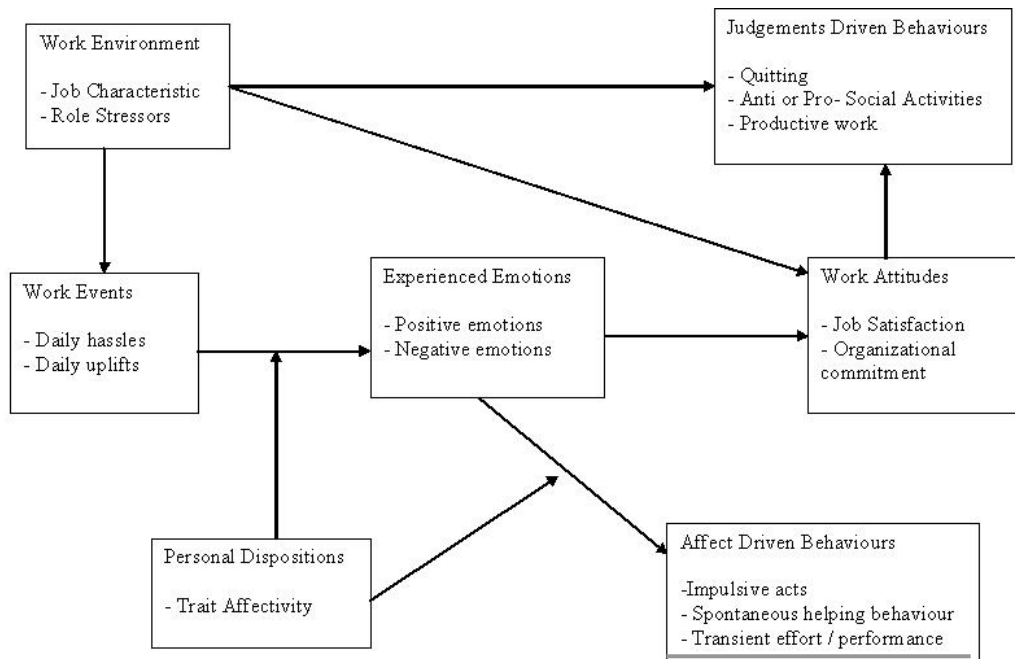 Work Environment
- Job Characteristic
- Role Stressors
Judgements Driven Behaviours
- Quitting
- Anti or Pro- Social Activities
- Productive work
Work Events
- Daily hassles
- Daily uplifts
Experienced Emotions
- Positive emotions
- Negative emotions
Work Attitudes
- Job Satisfaction
- Organizational
commitment
Personal Dispositions
- Trait Affectivity
Affect Driven Behaviours
-Impulsive acts
- Spontaneous helping behaviour
- Transient effort / performance